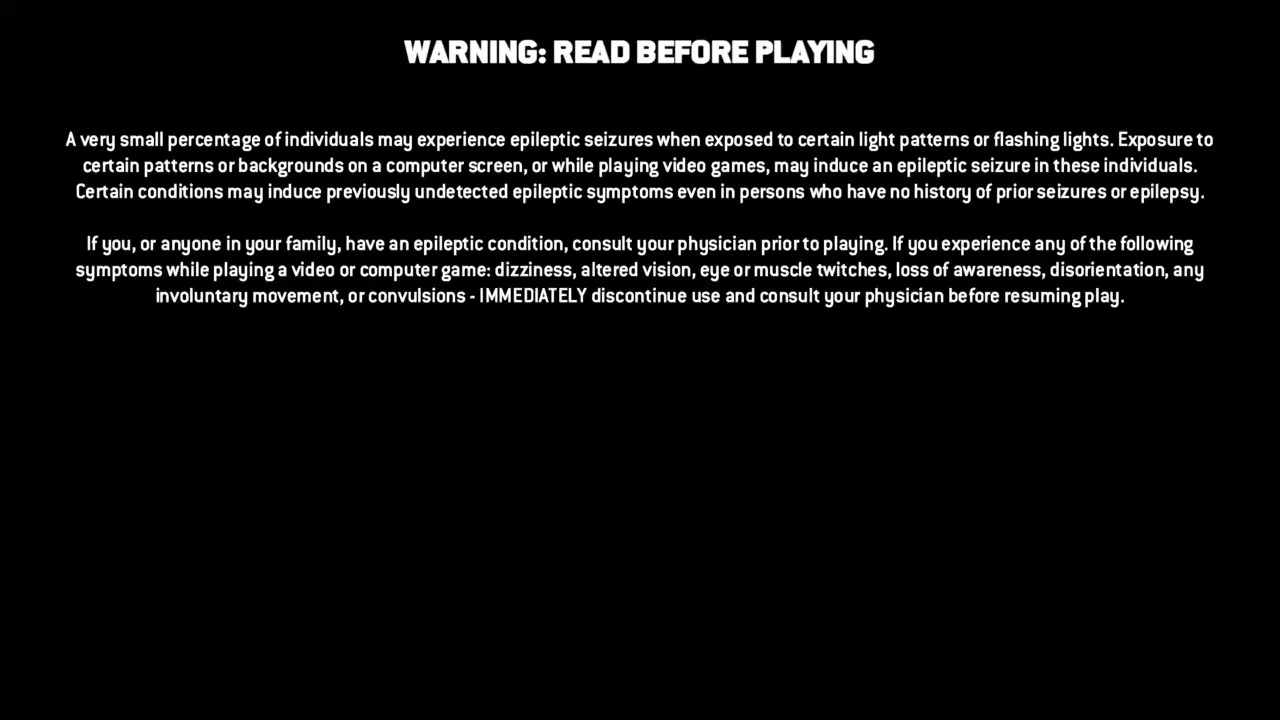 WARNING: READ BEFORE PLAYING
A very small percentage of individuals may experience epileptic seizures when exposed to certain light patterns or flashing lights. Exposure to
certain patterns or backgrounds on a computer screen, or while playing video games, may induce an epileptic seizure in these individuals.
Certain conditions may induce previously undetected epileptic symptoms even in persons who have no history of prior seizures or epilepsy.
If you, or anyone in your family, have an epileptic condition, consult your physician prior to playing. If you experience any of the following
symptoms while playing a video or computer game: dizziness, altered vision, eye or muscle twitches, loss of awareness, disorientation, any
involuntary movement, or convulsions - IMMEDIATELY discontinue use and consult your physician before resuming play.